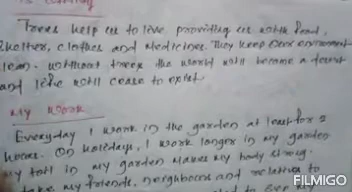 Trees help us to live providing us with food,
Shelter, clothes and Medicines. They keep our environment
clean. without trees the world will become a desert
and life will cease to exist.
My Work
Everyday I work in the garden at least for 2
hours. On holidays, I work longer in my garden
my toil in my garden makes my body strong.
take my friends, neighbours and relatives to
FILMIGO